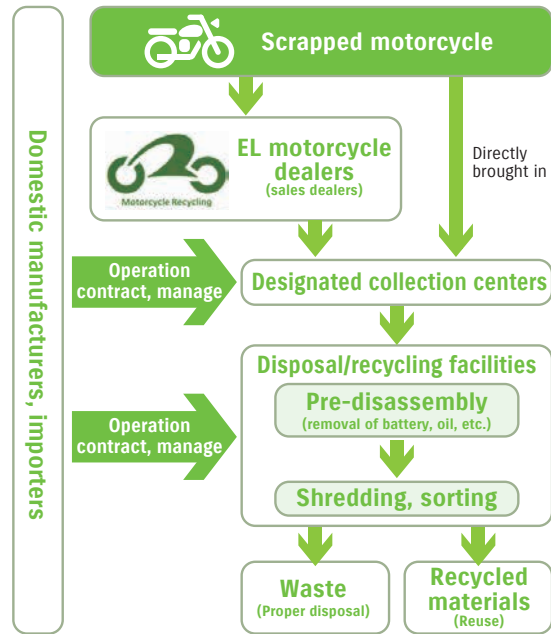 Scrapped motorcycle
Domestic manufacturers, importers
Motorcycle Recycling
EL motorcycle
dealers
(sales dealers)
Directly
brought in
Operation
contract, manage
Designated collection centers
Disposal/recycling facilities
Pre-disassembly
(removal of battery, oil, etc.)
Operation
contract, manage
Shredding, sorting
Waste
(Proper disposal)
Recycled
materials
(Reuse)